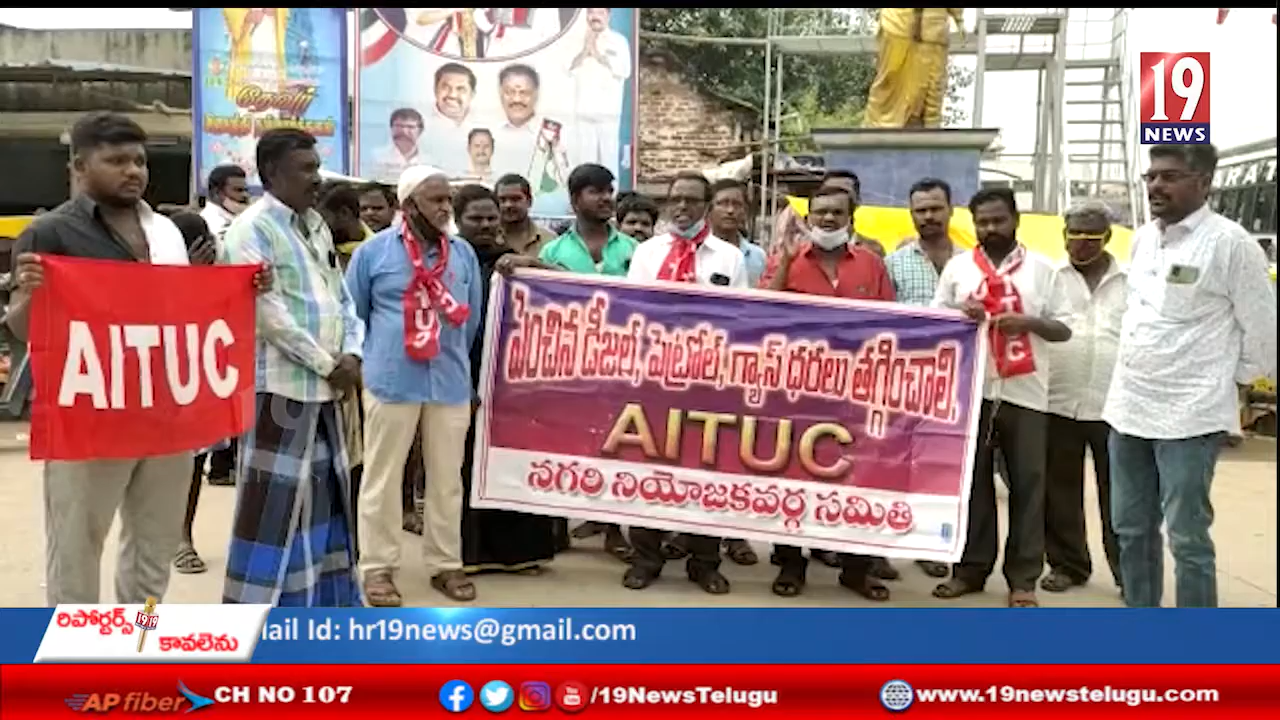 19
NEWS
AITUC
పెంచిన డీజల్, పెట్రోల్, గ్యాస్ ధరలు తగ్గించాలి.
AITUC
నగరి నియోజకవర్గ సమితి
రిపోర్టర్స్
కావలెను
ail Id: hr19news@gmail.com
AP fiber
CH NO 107
/19NewsTelugu
www.19newstelugu.com